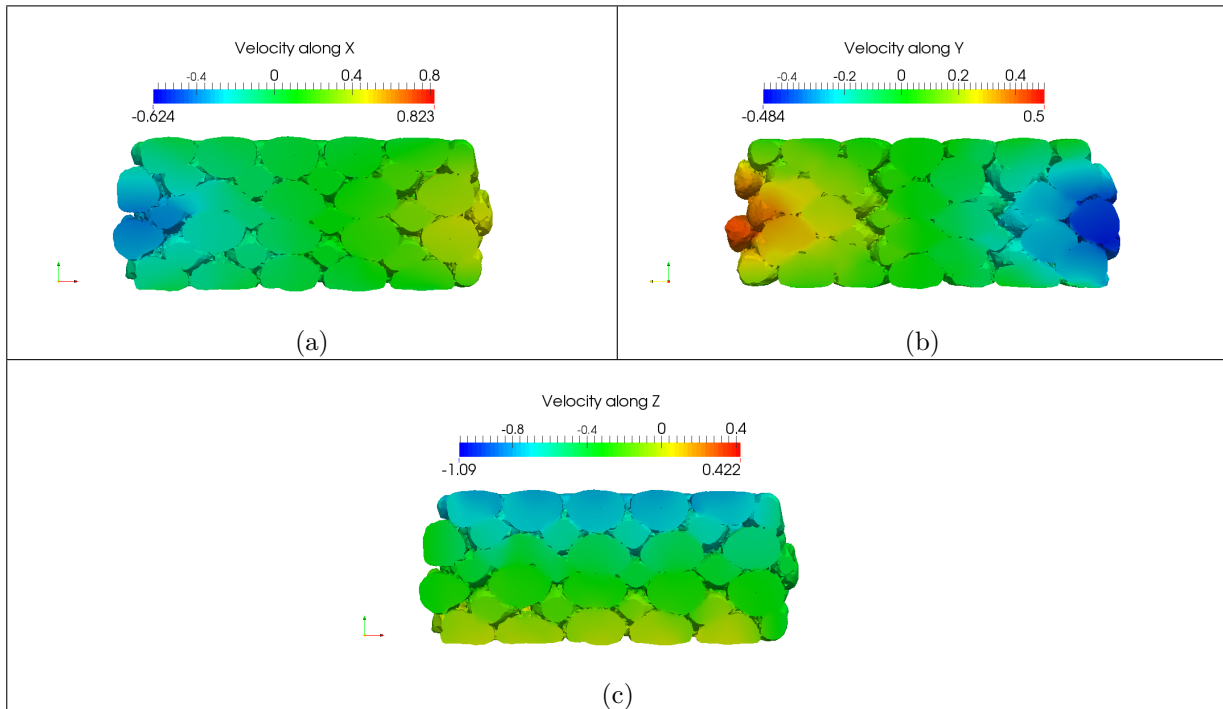 Velocity along X
-0.4 0 0.4 0.8
-0.624 0.823
(a)
Velocity along Y
-0.4 -0.2 0 0.2 0.4
-0.484 0.5
(b)
Velocity along Z
-0.8 -0.4 0 0.4
-1.09 0.422
(c)